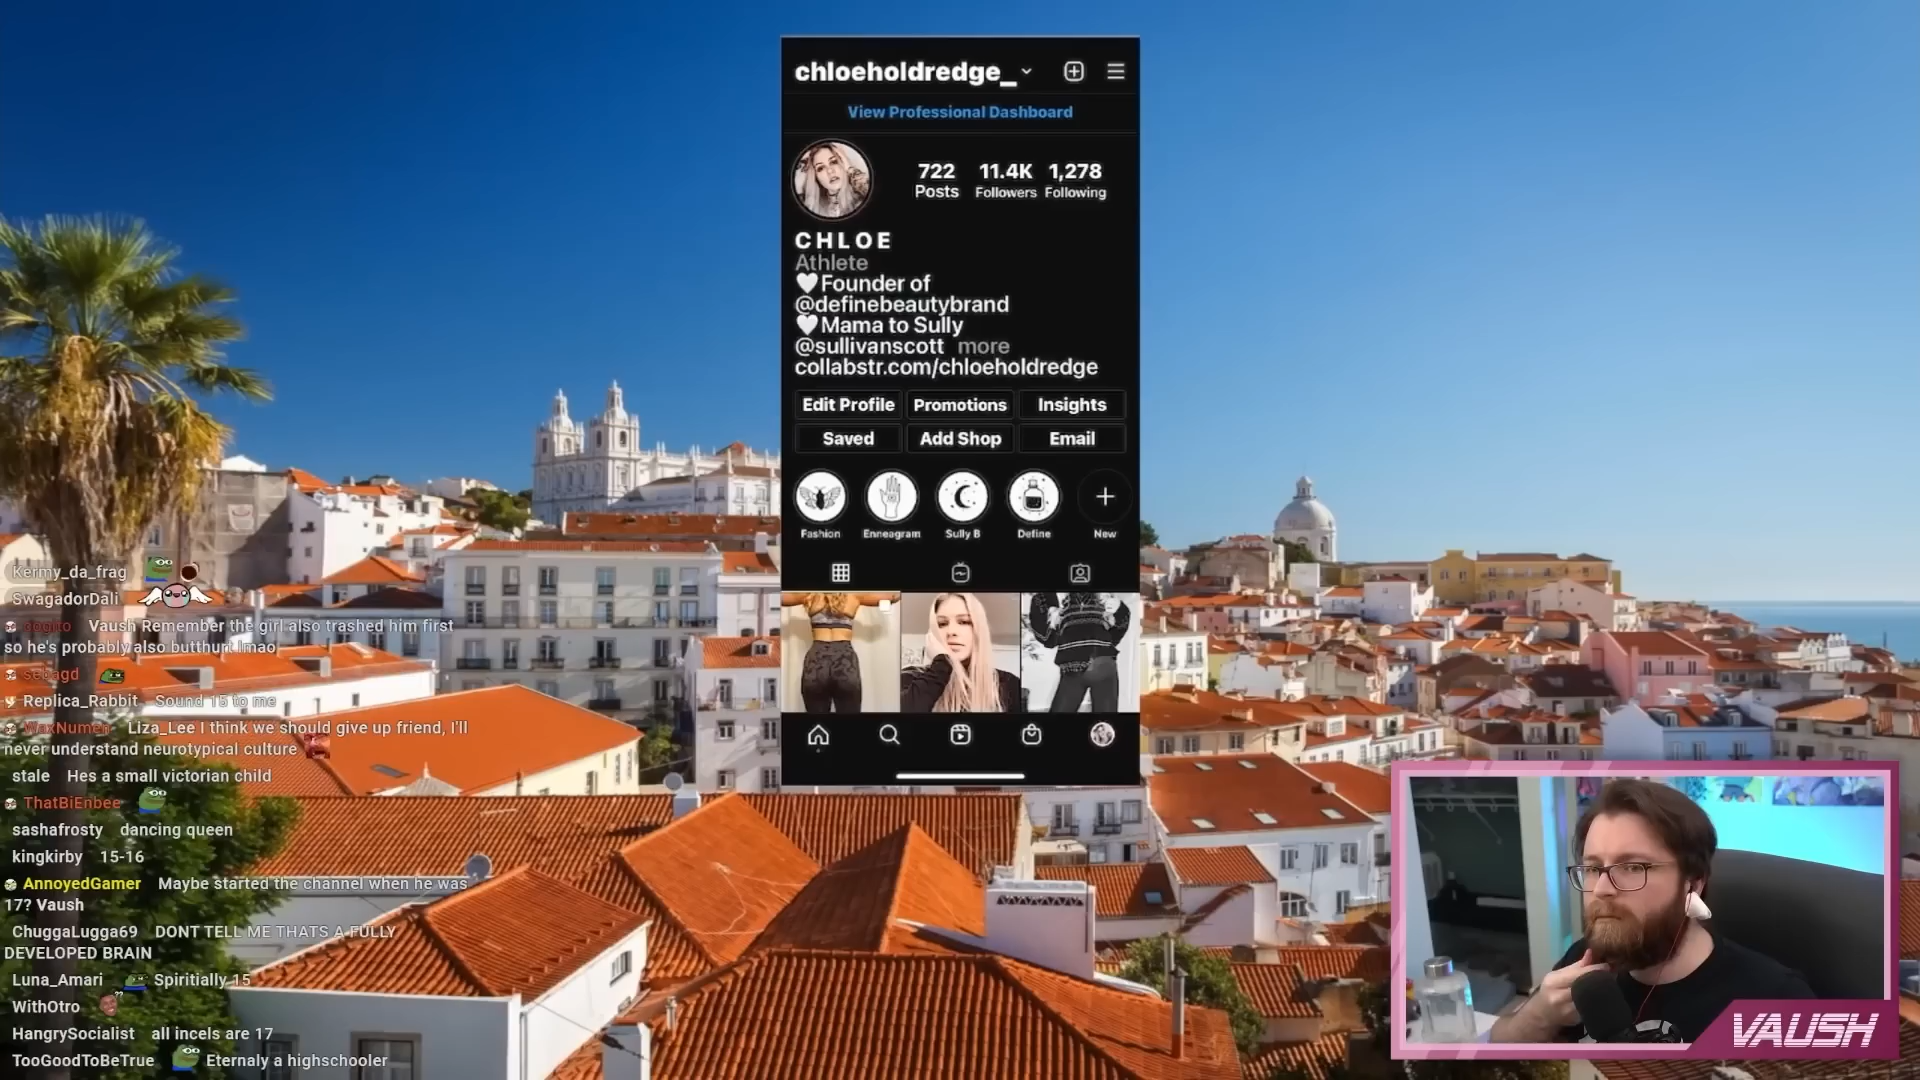 chloeholdredge_
View Professional Dashboard
722 11.4K 1,278
Posts Followers Following
CHLOE
Athlete
🤍Founder of
@definebeautybrand
🤍Mama to Sully
@sullivanscott more
collabstr.com/chloeholdredge
Edit Profile Promotions Insights
Saved Add Shop Email
Fashion Enneagram Sully B Define New
Kermy_da_frag
SwagadorDali
Vaush Remember the girl also trashed him first
so he's probably also butthurt lmao
sebagd
Replica_Rabbit Sound 15 to me
WaxNumen Liza_Lee I think we should give up friend, I'll
never understand neurotypical culture
stale Hes a small victorian child
ThatBiEnbee
sashafrosty dancing queen
kingkirby 15-16
AnnoyedGamer Maybe started the channel when he was
17? Vaush
ChuggaLugga69 DONT TELL ME THATS A FULLY
DEVELOPED BRAIN
Luna_Amari Spiritially 15
WithOtro
HangrySocialist all incels are 17
TooGoodToBeTrue Eternaly a highschooler
VAUSH